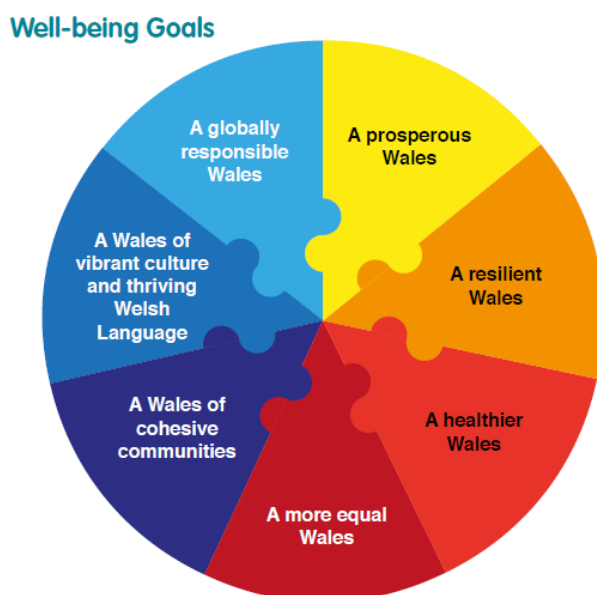 Well-being Goals
A prosperous
Wales
A resilient
Wales
A healthier
Wales
A more equal
Wales
A Wales of
cohesive
communities
A Wales of
vibrant culture
and thriving
Welsh
Language
A globally
responsible
Wales